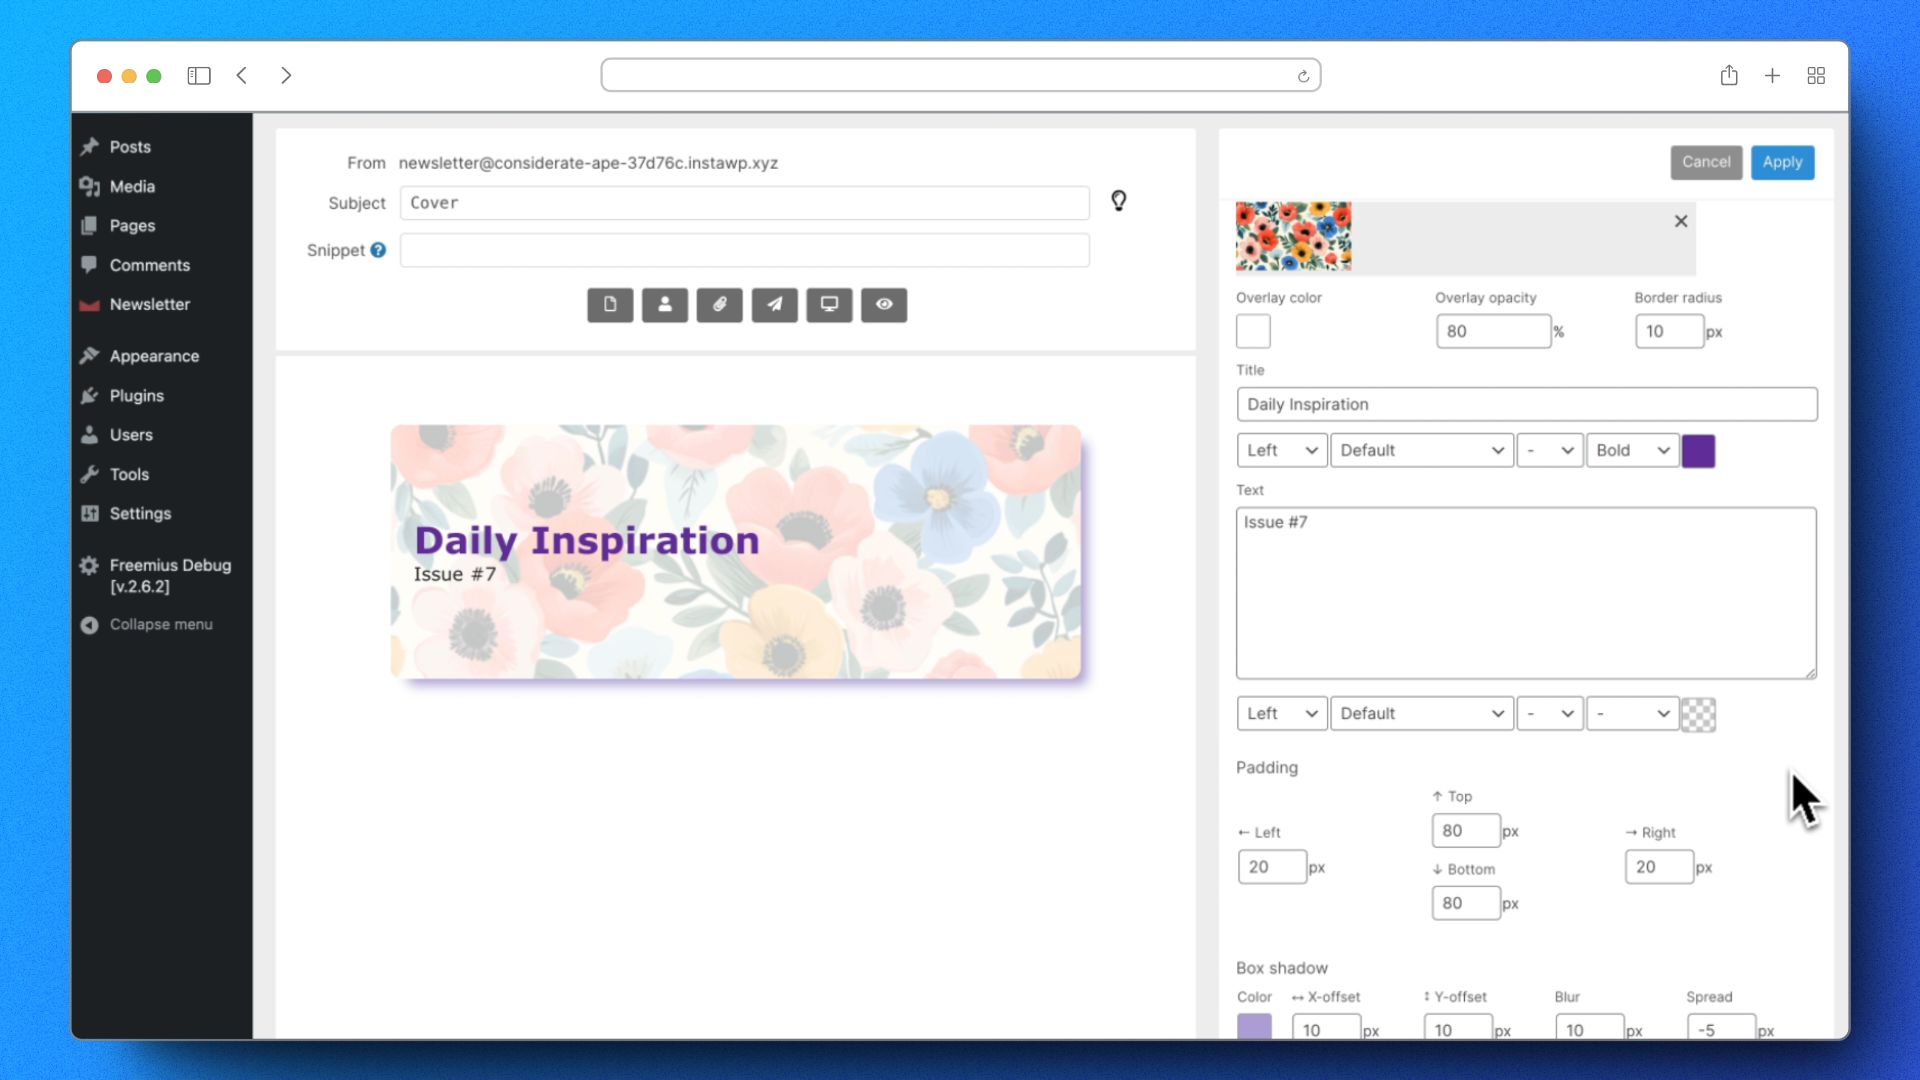 Posts
Media
Pages
Comments
Newsletter
Appearance
Plugins
Users
Tools
Settings
Freemius Debug
[v.2.6.2]
Collapse menu
From newsletter@considerate-ape-37d76c.instawp.xyz
Subject Cover
Snippet ?
Daily Inspiration
Issue #7
Cancel Apply
Overlay color Overlay opacity Border radius
80 % 10 px
Title
Daily Inspiration
Left Default - Bold
Text
Issue #7
Left Default - -
Padding
↑ Top
80 px
← Left → Right
20 px 20 px
↓ Bottom
80 px
Box shadow
Color ↔ X-offset ↕ Y-offset Blur Spread
10 px 10 px 10 px -5 px